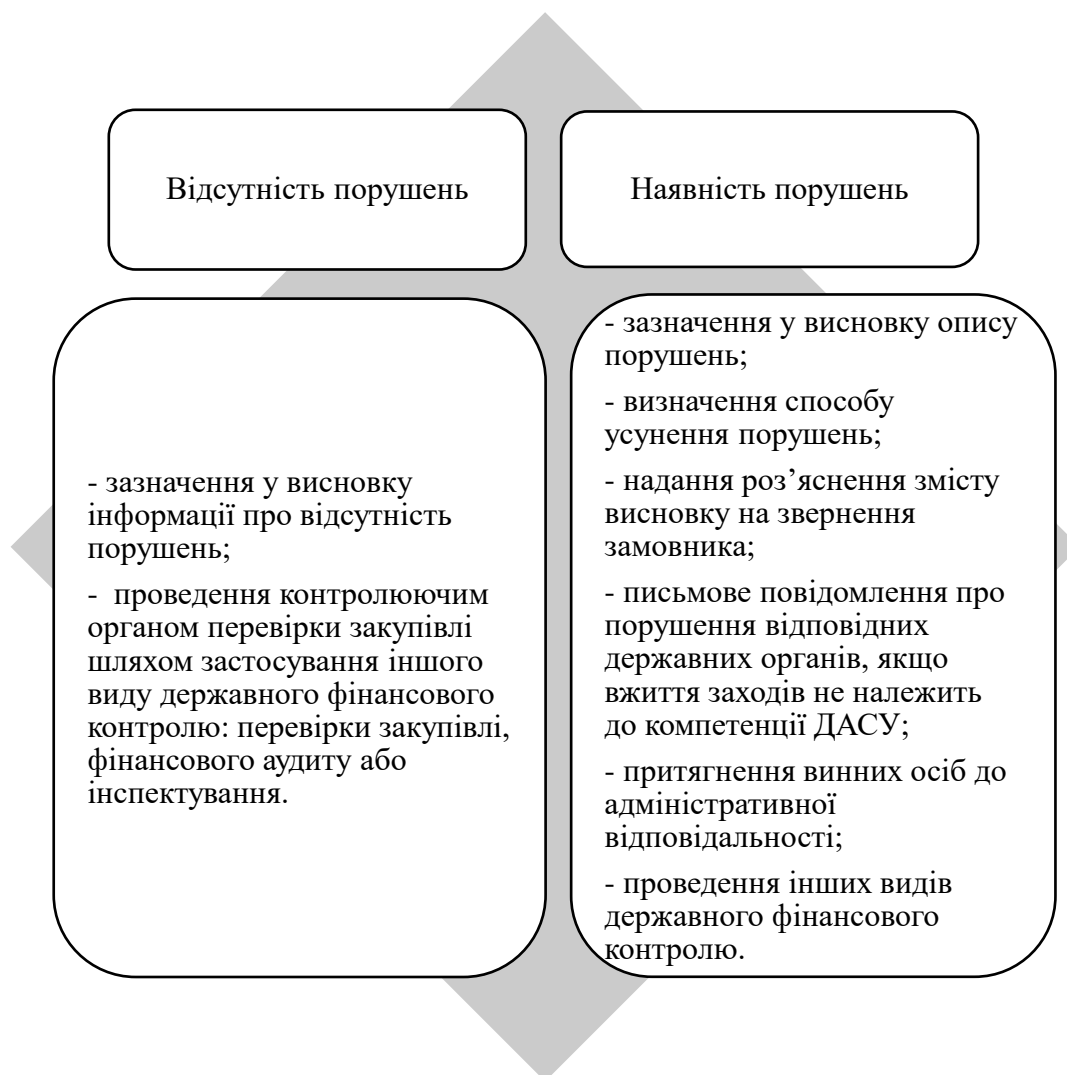 Відсутність порушень
Наявність порушень
- зазначення у висновку
інформації про відсутність
порушень;
-  проведення контролюючим
органом перевірки закупівлі
шляхом застосування іншого
виду державного фінансового
контролю: перевірки закупівлі,
фінансового аудиту або
інспектування.
- зазначення у висновку опису
порушень;
- визначення способу
усунення порушень;
- надання роз’яснення змісту
висновку на звернення
замовника;
- письмове повідомлення про
порушення відповідних
державних органів, якщо
вжиття заходів не належить
до компетенції ДАСУ;
- притягнення винних осіб до
адміністративної
відповідальності;
- проведення інших видів
державного фінансового
контролю.